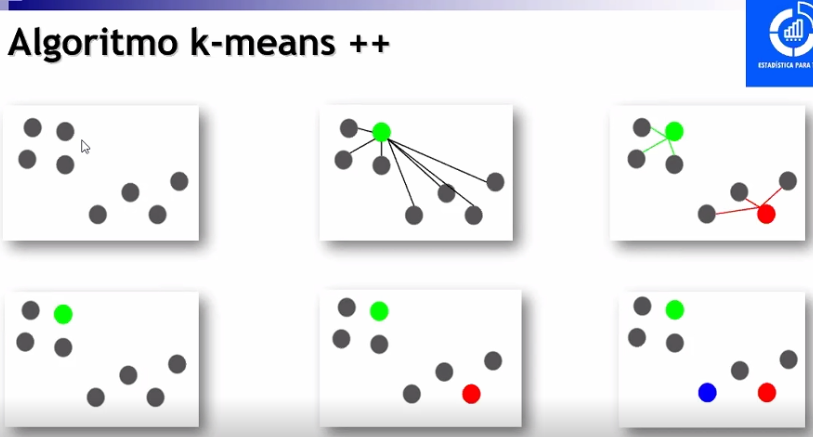 Algoritmo k-means ++
ESTADÍSTICA PARA